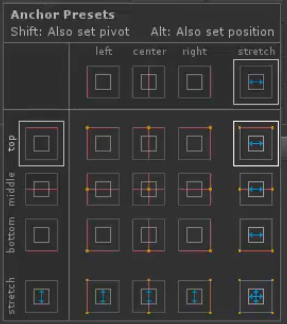 Anchor Presets
Shift: Also set pivot Alt: Also set position
left center right stretch
top
middle
bottom
stretch